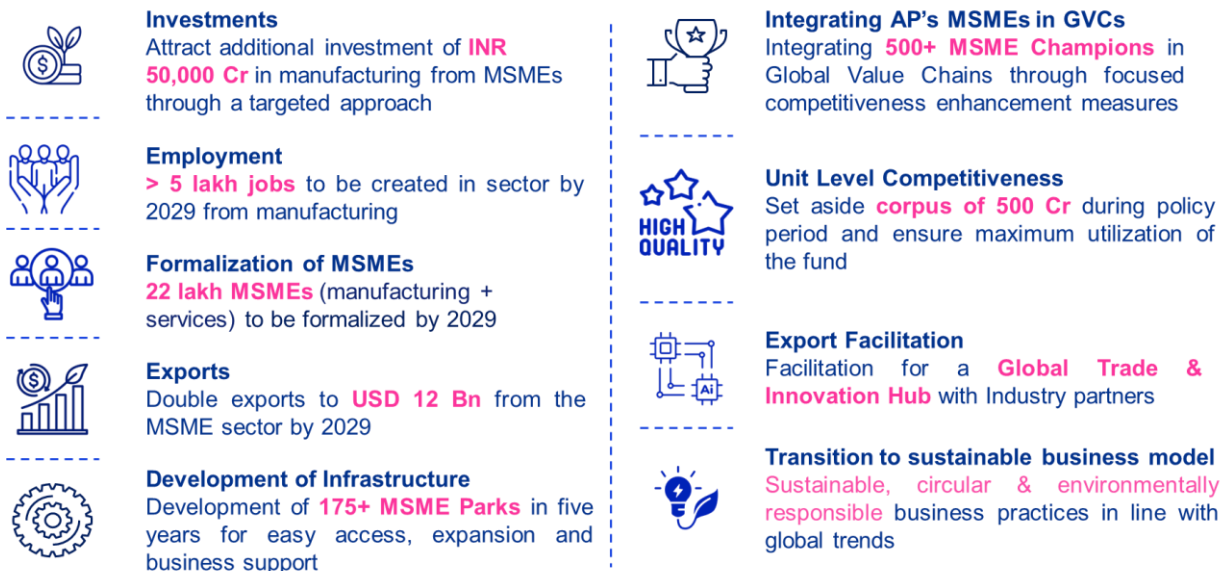 Investments
Attract additional investment of INR
50,000 Cr in manufacturing from MSMEs
through a targeted approach
Employment
> 5 lakh jobs to be created in sector by
2029 from manufacturing
Formalization of MSMEs
22 lakh MSMEs (manufacturing +
services) to be formalized by 2029
Exports
Double exports to USD 12 Bn from the
MSME sector by 2029
Development of Infrastructure
Development of 175+ MSME Parks in five
years for easy access, expansion and
business support
Integrating AP's MSMEs in GVCs
Integrating 500+ MSME Champions in
Global Value Chains through focused
competitiveness enhancement measures
HIGH
QUALITY
Unit Level Competitiveness
Set aside corpus of 500 Cr during policy
period and ensure maximum utilization of
the fund
Ai
Export Facilitation
Facilitation for a Global Trade &
Innovation Hub with Industry partners
Transition to sustainable business model
Sustainable, circular & environmentally
responsible business practices in line with
global trends